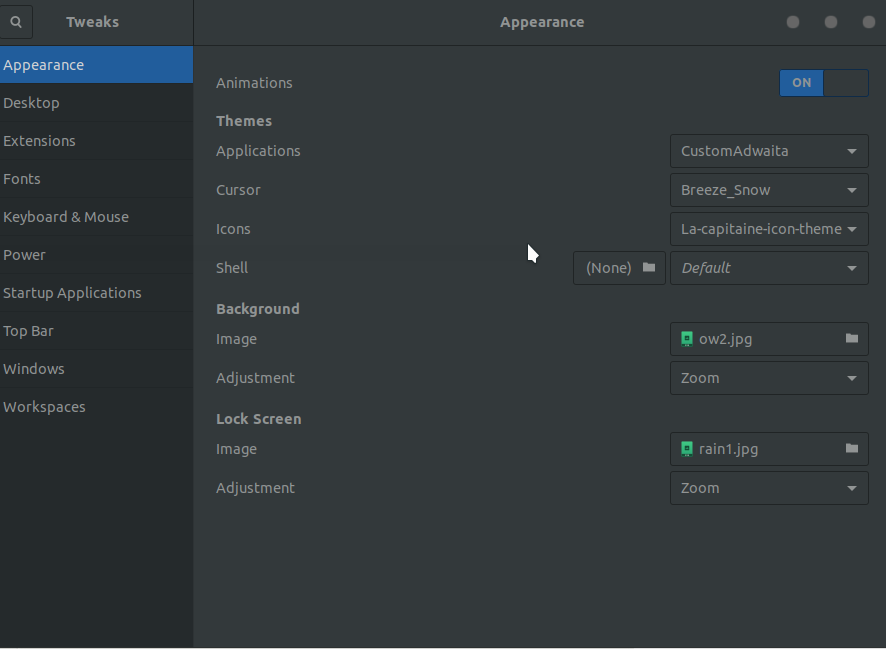 Tweaks
Appearance
Appearance
Desktop
Extensions
Fonts
Keyboard & Mouse
Power
Startup Applications
Top Bar
Windows
Workspaces
Animations ON
Themes
Applications CustomAdwaita
Cursor Breeze_Snow
Icons La-capitaine-icon-theme
Shell (None) Default
Background
Image ow2.jpg
Adjustment Zoom
Lock Screen
Image rain1.jpg
Adjustment Zoom